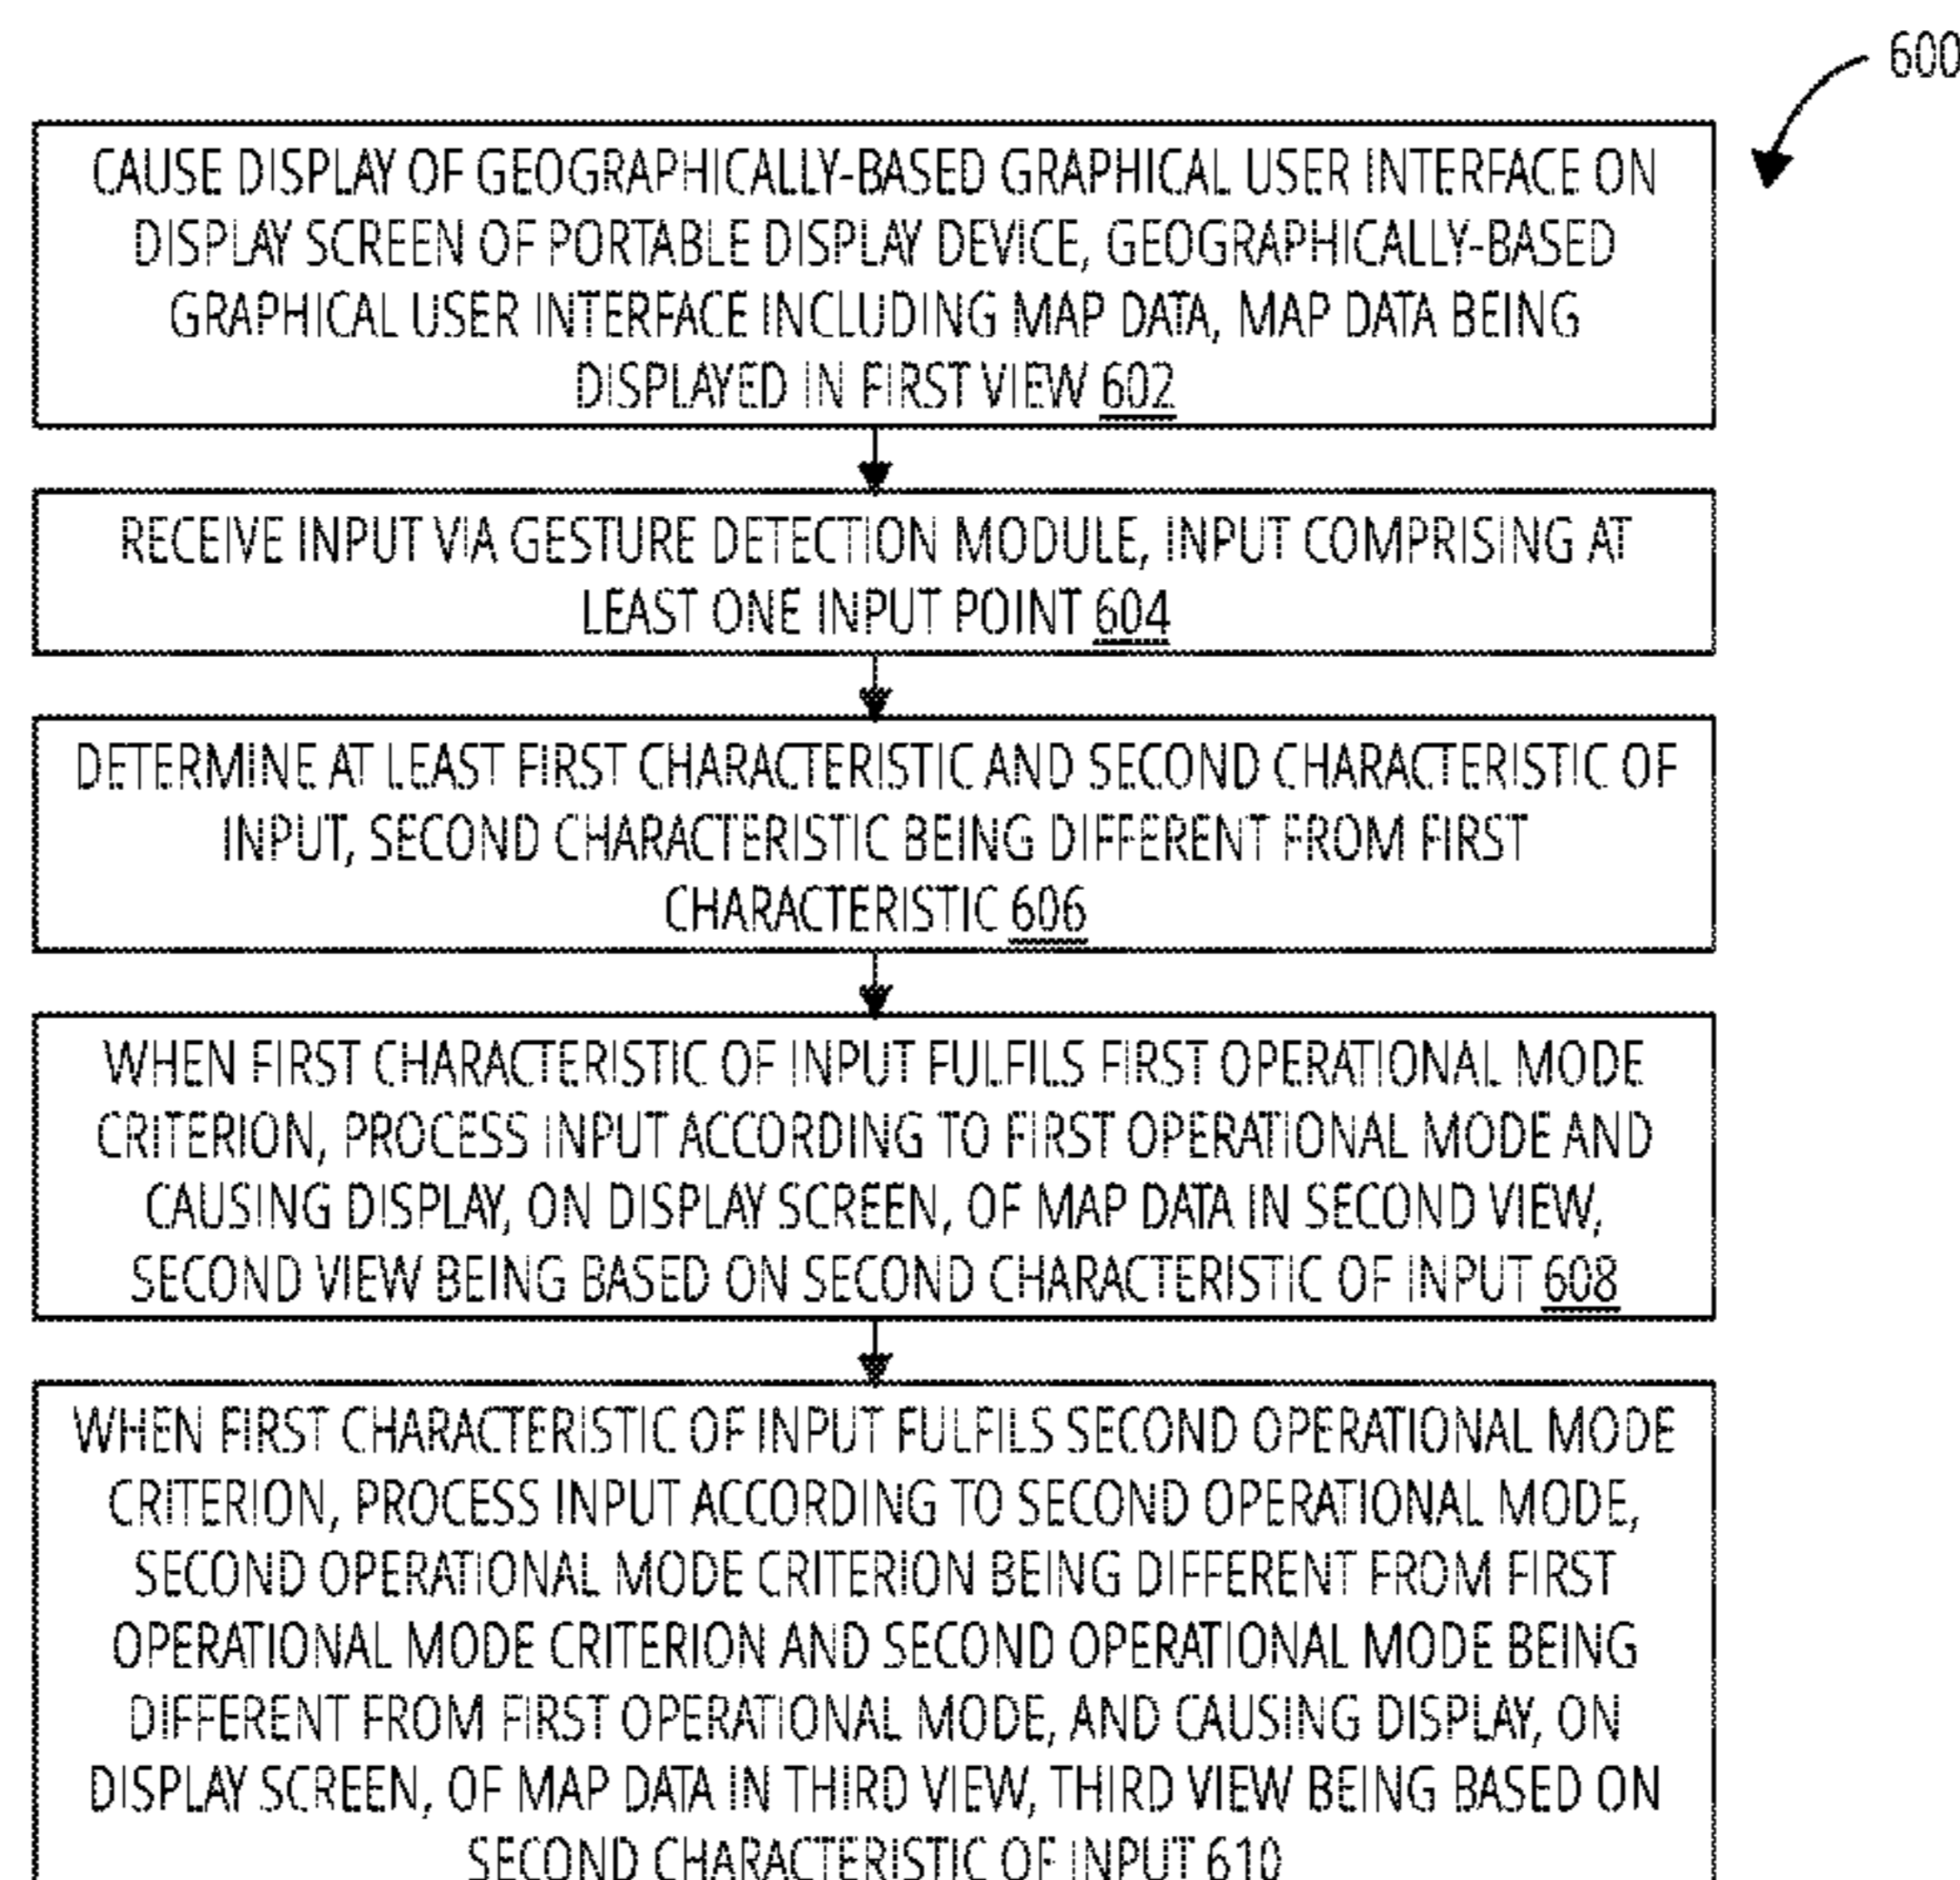 600
CAUSE DISPLAY OF GEOGRAPHICALLY-BASED GRAPHICAL USER INTERFACE ON
DISPLAY SCREEN OF PORTABLE DISPLAY DEVICE, GEOGRAPHICALLY-BASED
GRAPHICAL USER INTERFACE INCLUDING MAP DATA, MAP DATA BEING
DISPLAYED IN FIRST VIEW 602
RECEIVE INPUT VIA GESTURE DETECTION MODULE, INPUT COMPRISING AT
LEAST ONE INPUT POINT 604
DETERMINE AT LEAST FIRST CHARACTERISTIC AND SECOND CHARACTERISTIC OF
INPUT, SECOND CHARACTERISTIC BEING DIFFERENT FROM FIRST
CHARACTERISTIC 606
WHEN FIRST CHARACTERISTIC OF INPUT FULFILS FIRST OPERATIONAL MODE
CRITERION, PROCESS INPUT ACCORDING TO FIRST OPERATIONAL MODE AND
CAUSING DISPLAY, ON DISPLAY SCREEN, OF MAP DATA IN SECOND VIEW,
SECOND VIEW BEING BASED ON SECOND CHARACTERISTIC OF INPUT 608
WHEN FIRST CHARACTERISTIC OF INPUT FULFILS SECOND OPERATIONAL MODE
CRITERION, PROCESS INPUT ACCORDING TO SECOND OPERATIONAL MODE,
SECOND OPERATIONAL MODE CRITERION BEING DIFFERENT FROM FIRST
OPERATIONAL MODE CRITERION AND SECOND OPERATIONAL MODE BEING
DIFFERENT FROM FIRST OPERATIONAL MODE, AND CAUSING DISPLAY, ON
DISPLAY SCREEN, OF MAP DATA IN THIRD VIEW, THIRD VIEW BEING BASED ON
SECOND CHARACTERISTIC OF INPUT 610